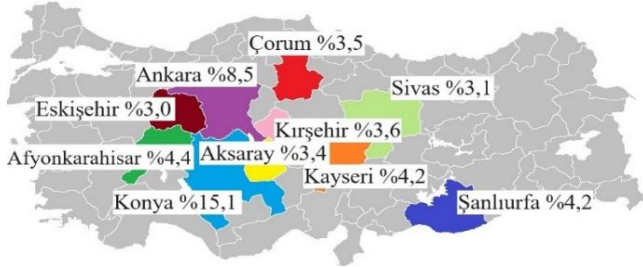 Çorum %3,5
Ankara %8,5
Sivas %3,1
Eskişehir %3,0
Kırşehir %3,6
Afyonkarahisar %4,4
Aksaray %3,4
Kayseri %4,2
Konya %15,1
Şanlıurfa %4,2